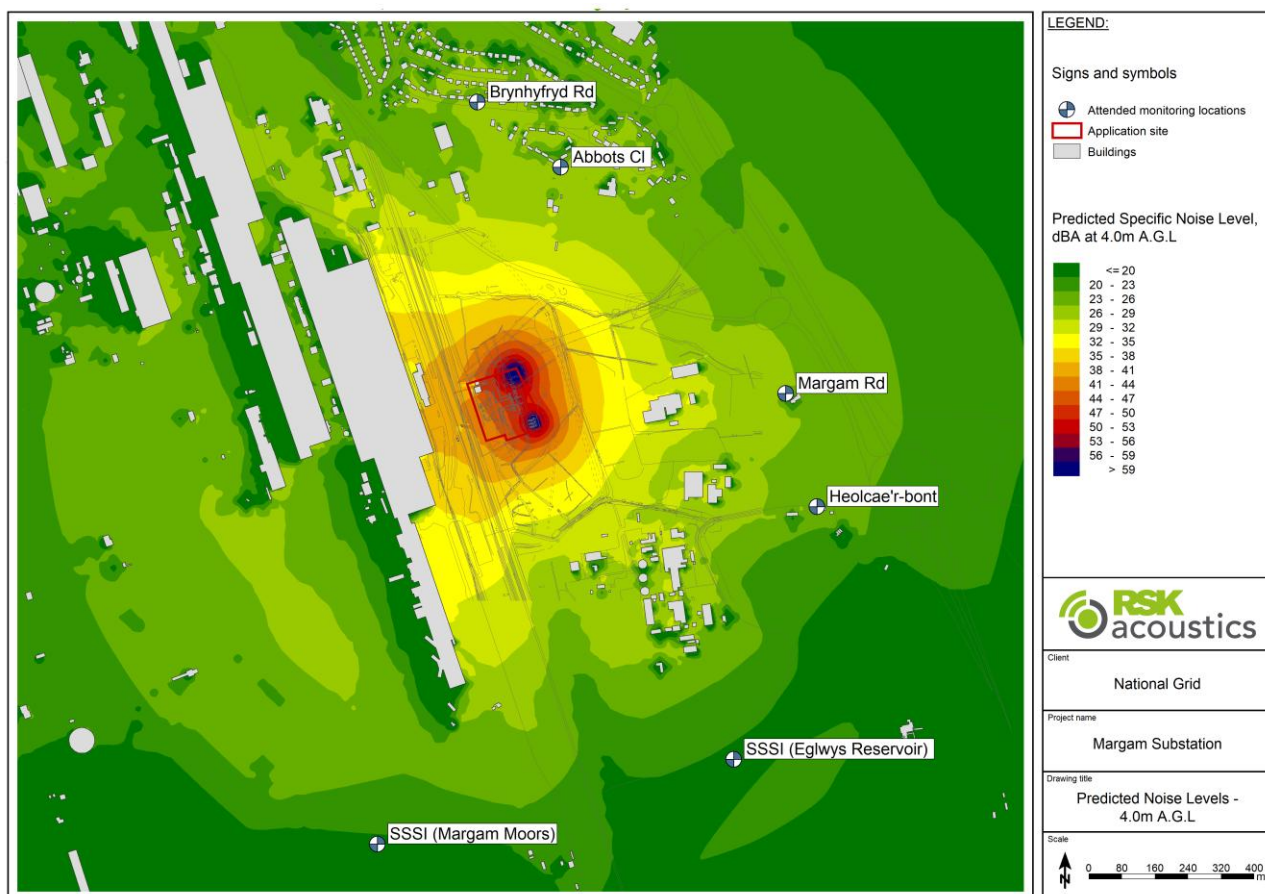 Brynhyfryd Rd
Abbots Cl
Margam Rd
Heolcae'r-bont
SSSI (Eglwys Reservoir)
SSSI (Margam Moors)
LEGEND:
Signs and symbols
Attended monitoring locations
Application site
Buildings
Predicted Specific Noise Level,
dBA at 4.0m A.G.L
<= 20
20 - 23
23 - 26
26 - 29
29 - 32
32 - 35
35 - 38
38 - 41
41 - 44
44 - 47
47 - 50
50 - 53
53 - 56
56 - 59
> 59
RSK
acoustics
Client
National Grid
Project name
Margam Substation
Drawing title
Predicted Noise Levels -
4.0m A.G.L
Scale
N
0 80 160 240 320 400
m